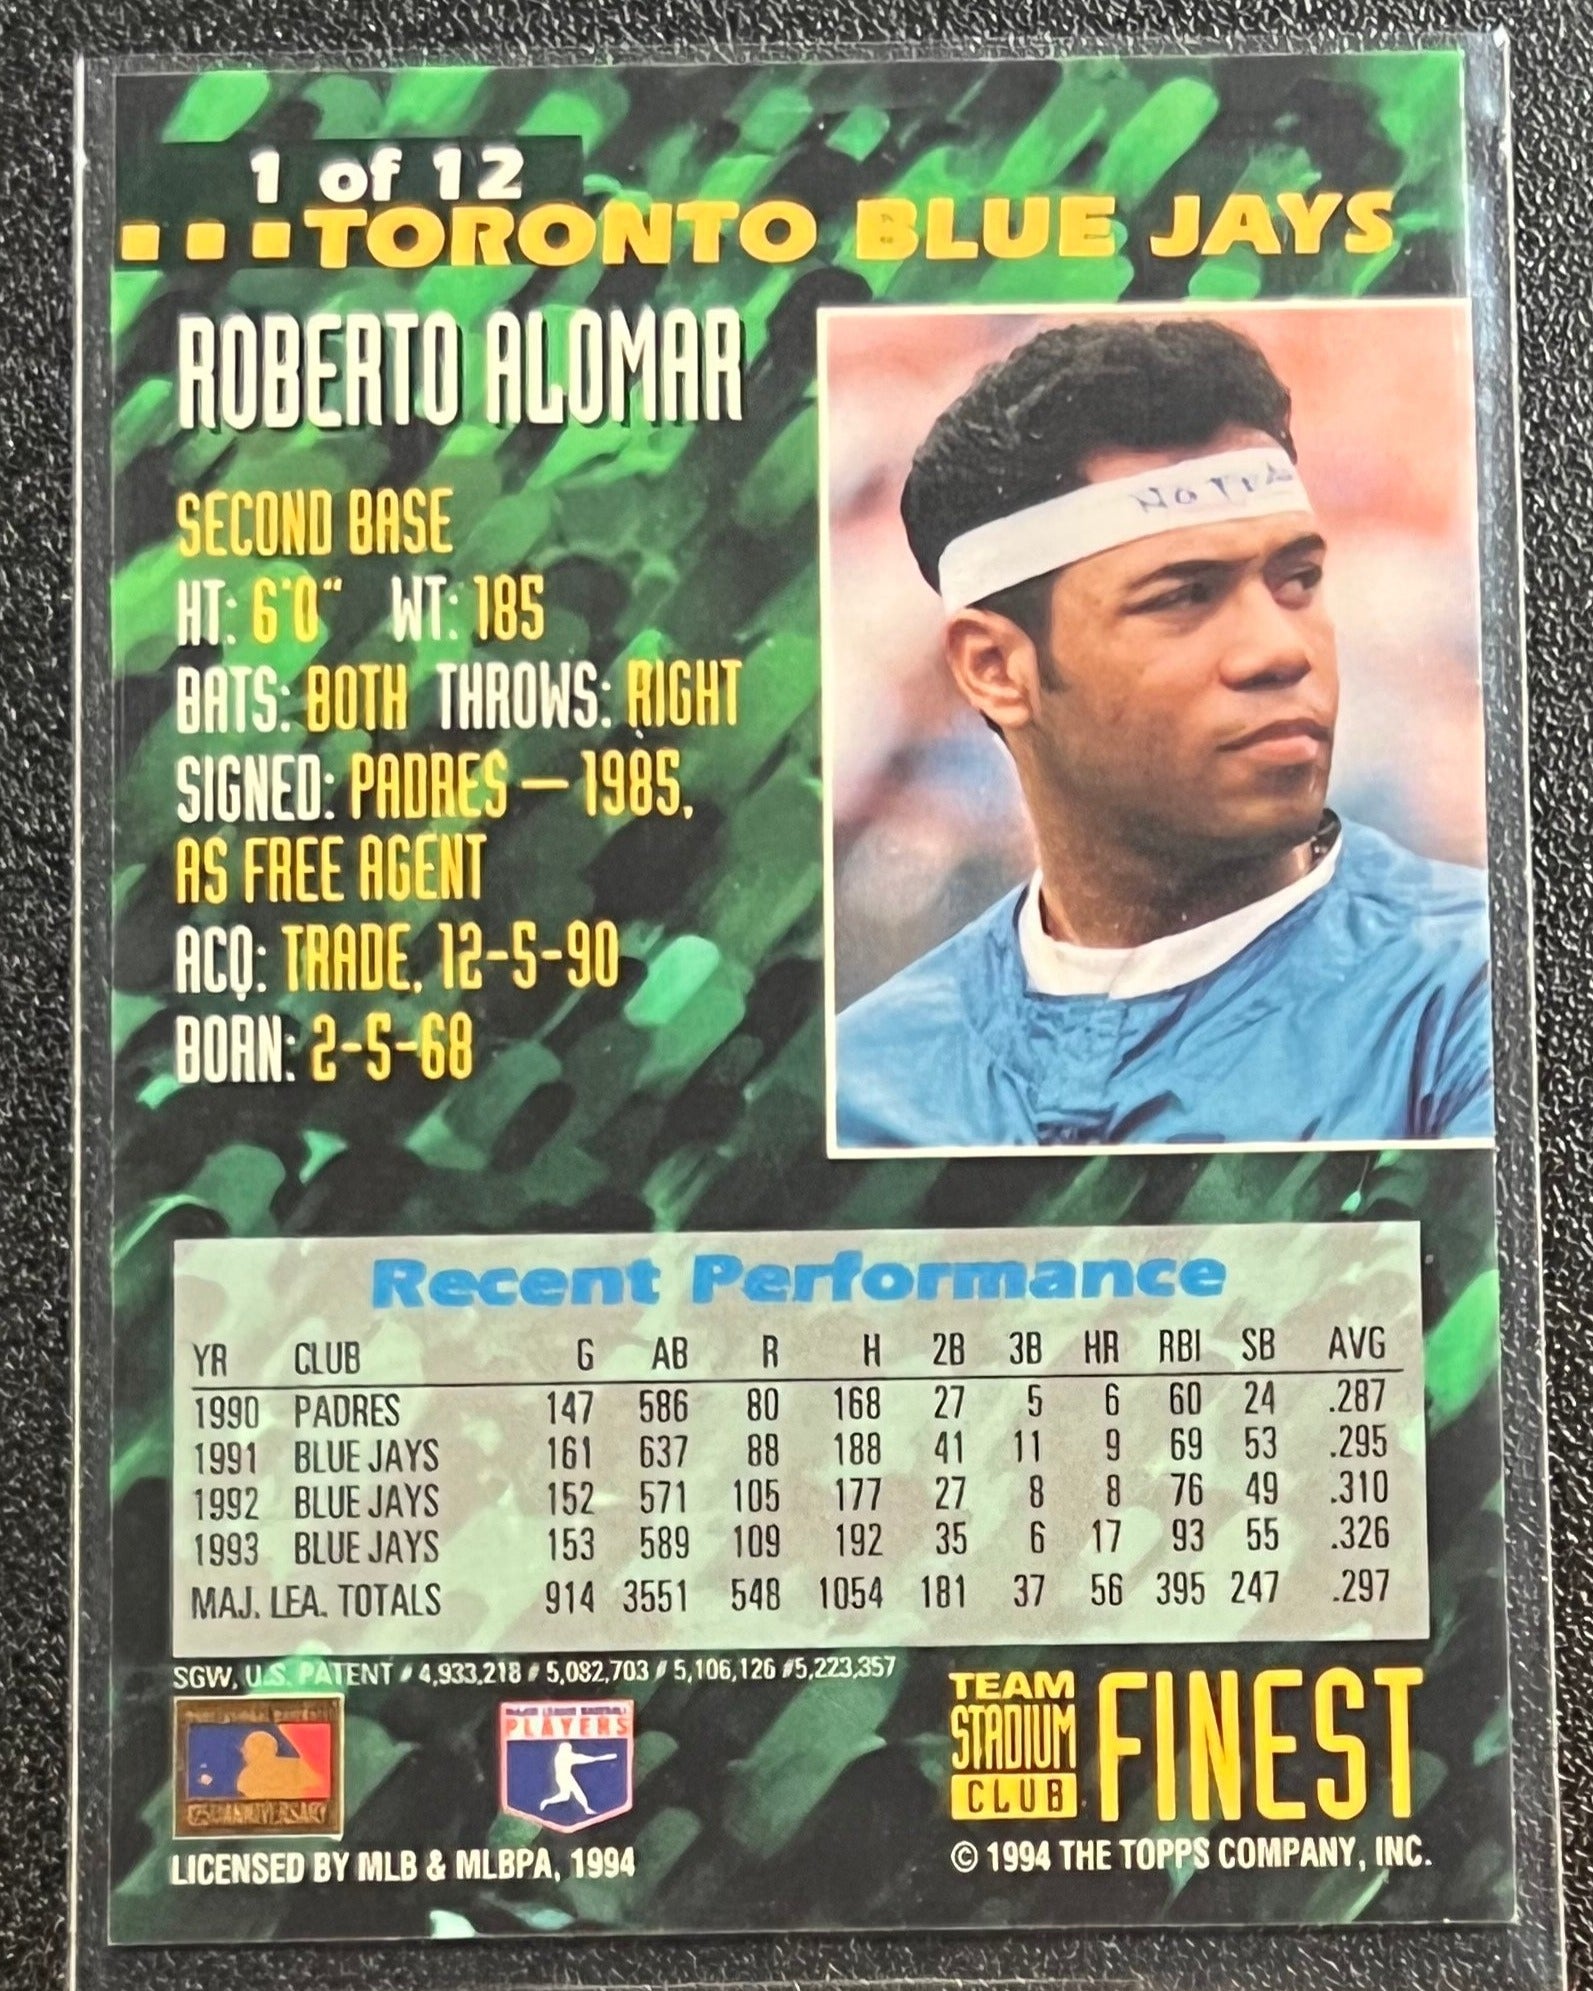 1 of 12
TORONTO BLUE JAYS
ROBERTO ALOMAR
SECOND BASE
HT: 6'0" WT: 185
BATS: BOTH THROWS: RIGHT
SIGNED: PADRES — 1985,
AS FREE AGENT
ACQ: TRADE, 12-5-90
BORN: 2-5-68
Recent Performance
YR CLUB G AB R H 2B 3B HR RBI SB AVG
1990 PADRES 147 586 80 168 27 5 6 60 24 .287
1991 BLUE JAYS 161 637 88 188 41 11 9 69 53 .295
1992 BLUE JAYS 152 571 105 177 27 8 8 76 49 .310
1993 BLUE JAYS 153 589 109 192 35 6 17 93 55 .326
MAJ. LEA. TOTALS 914 3551 548 1054 181 37 56 395 247 .297
SGW, U.S. PATENT # 4,933,218 # 5,082,703 # 5,106,126 #5,223,357
PLAYERS
TEAM
STADIUM
CLUB
FINEST
LICENSED BY MLB & MLBPA, 1994
© 1994 THE TOPPS COMPANY, INC.